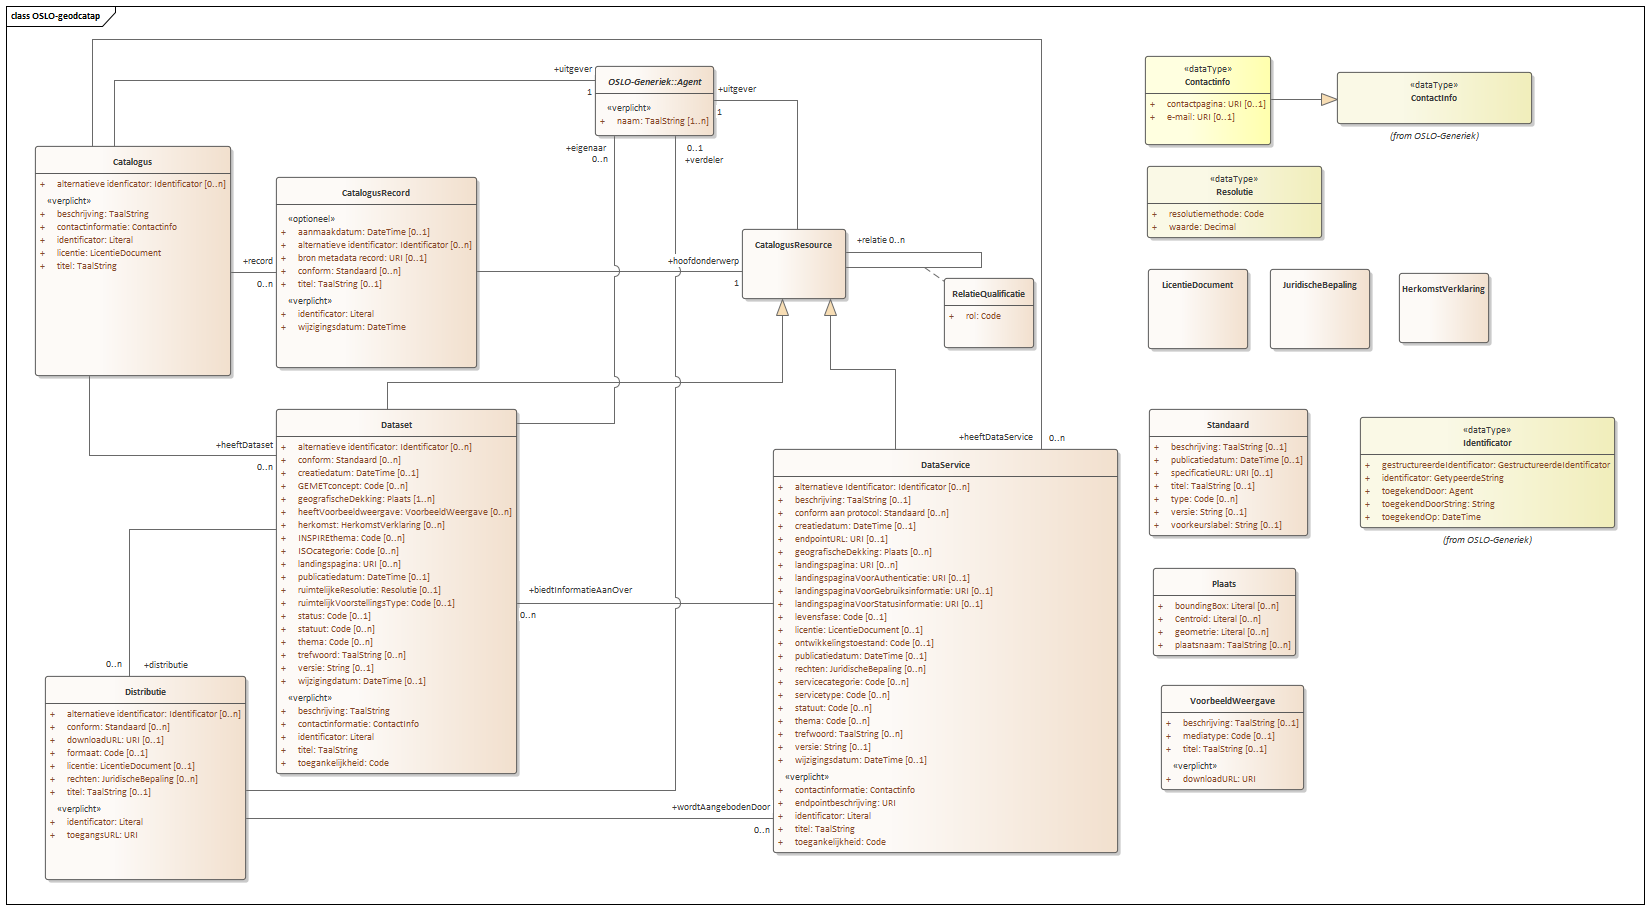 class OSLO-geodcatap
+uitgever
1
OSLO-Generiek::Agent
«verplicht»
+ naam: TaalString [1..n]
+uitgever
1
+eigenaar
0..n
0..1
+verdeler
Catalogus
+ alternatieve idenficator: Identificator [0..n]
«verplicht»
+ beschrijving: TaalString
+ contactinformatie: Contactinfo
+ identificator: Literal
+ licentie: LicentieDocument
+ titel: TaalString
+record
0..n
CatalogusRecord
«optioneel»
+ aanmaakdatum: DateTime [0..1]
+ alternatieve identificator: Identificator [0..n]
+ bron metadata record: URI [0..1]
+ conform: Standaard [0..n]
+ titel: TaalString [0..1]
«verplicht»
+ identificator: Literal
+ wijzigingsdatum: DateTime
+hoofdonderwerp
1
CatalogusResource
+relatie 0..n
RelatieQualificatie
+ rol: Code
+heeftDataset
0..n
Dataset
+ alternatieve identificator: Identificator [0..n]
+ conform: Standaard [0..n]
+ creatiedatum: DateTime [0..1]
+ GEMETconcept: Code [0..n]
+ geografischeDekking: Plaats [1..n]
+ heeftVoorbeeldweergave: VoorbeeldWeergave [0..n]
+ herkomst: HerkomstVerklaring [0..n]
+ INSPIREthema: Code [0..n]
+ ISOcategorie: Code [0..n]
+ landingspagina: URI [0..n]
+ publicatiedatum: DateTime [0..1]
+ ruimtelijkeResolutie: Resolutie [0..1]
+ ruimtelijkVoorstellingsType: Code [0..1]
+ status: Code [0..1]
+ statuut: Code [0..n]
+ thema: Code [0..n]
+ trefwoord: TaalString [0..n]
+ versie: String [0..1]
+ wijzigingdatum: DateTime [0..1]
«verplicht»
+ beschrijving: TaalString
+ contactinformatie: ContactInfo
+ identificator: Literal
+ titel: TaalString
+ toegankelijkheid: Code
+heeftDataService
0..n
DataService
+ alternatieve Identificator: Identificator [0..n]
+ beschrijving: TaalString [0..1]
+ conform aan protocol: Standaard [0..n]
+ creatiedatum: DateTime [0..1]
+ endpointURL: URI [0..1]
+ geografischeDekking: Plaats [0..n]
+ landingspagina: URI [0..n]
+ landingspaginaVoorAuthenticatie: URI [0..1]
+ landingspaginaVoorGebruiksinformatie: URI [0..1]
+ landingspaginaVoorStatusinformatie: URI [0..1]
+ levensfase: Code [0..1]
+ licentie: LicentieDocument [0..1]
+ ontwikkelingstoestand: Code [0..1]
+ publicatiedatum: DateTime [0..1]
+ rechten: JuridischeBepaling [0..n]
+ servicecategorie: Code [0..n]
+ servicetype: Code [0..n]
+ statuut: Code [0..n]
+ thema: Code [0..n]
+ trefwoord: TaalString [0..n]
+ versie: String [0..1]
+ wijzigingsdatum: DateTime [0..1]
«verplicht»
+ contactinformatie: Contactinfo
+ endpointbeschrijving: URI
+ identificator: Literal
+ titel: TaalString
+ toegankelijkheid: Code
+biedtInformatieAanOver
0..n
0..n
+distributie
Distributie
+ alternatieve identificator: Identificator [0..n]
+ conform: Standaard [0..n]
+ downloadURL: URI [0..1]
+ formaat: Code [0..1]
+ licentie: LicentieDocument [0..1]
+ rechten: JuridischeBepaling [0..n]
+ titel: TaalString [0..1]
«verplicht»
+ identificator: Literal
+ toegangsURL: URI
+wordtAangebodenDoor
0..n
«dataType»
Contactinfo
+ contactpagina: URI [0..1]
+ e-mail: URI [0..1]
«dataType»
ContactInfo
(from OSLO-Generiek)
«dataType»
Resolutie
+ resolutiemethode: Code
+ waarde: Decimal
LicentieDocument
JuridischeBepaling
HerkomstVerklaring
Standaard
+ beschrijving: TaalString [0..1]
+ publicatiedatum: DateTime [0..1]
+ specificatieURL: URI [0..1]
+ titel: TaalString [0..1]
+ type: Code [0..n]
+ versie: String [0..1]
+ voorkeurslabel: String [0..1]
«dataType»
Identificator
+ gestructureerdeIdentificator: GestructureerdeIdentificator
+ identificator: GetypeerdeString
+ toegekendDoor: Agent
+ toegekendDoorString: String
+ toegekendOp: DateTime
(from OSLO-Generiek)
Plaats
+ boundingBox: Literal [0..n]
+ Centroid: Literal [0..n]
+ geometrie: Literal [0..n]
+ plaatsnaam: TaalString [0..n]
VoorbeeldWeergave
+ beschrijving: TaalString [0..1]
+ mediatype: Code [0..1]
+ titel: TaalString [0..1]
«verplicht»
+ downloadURL: URI